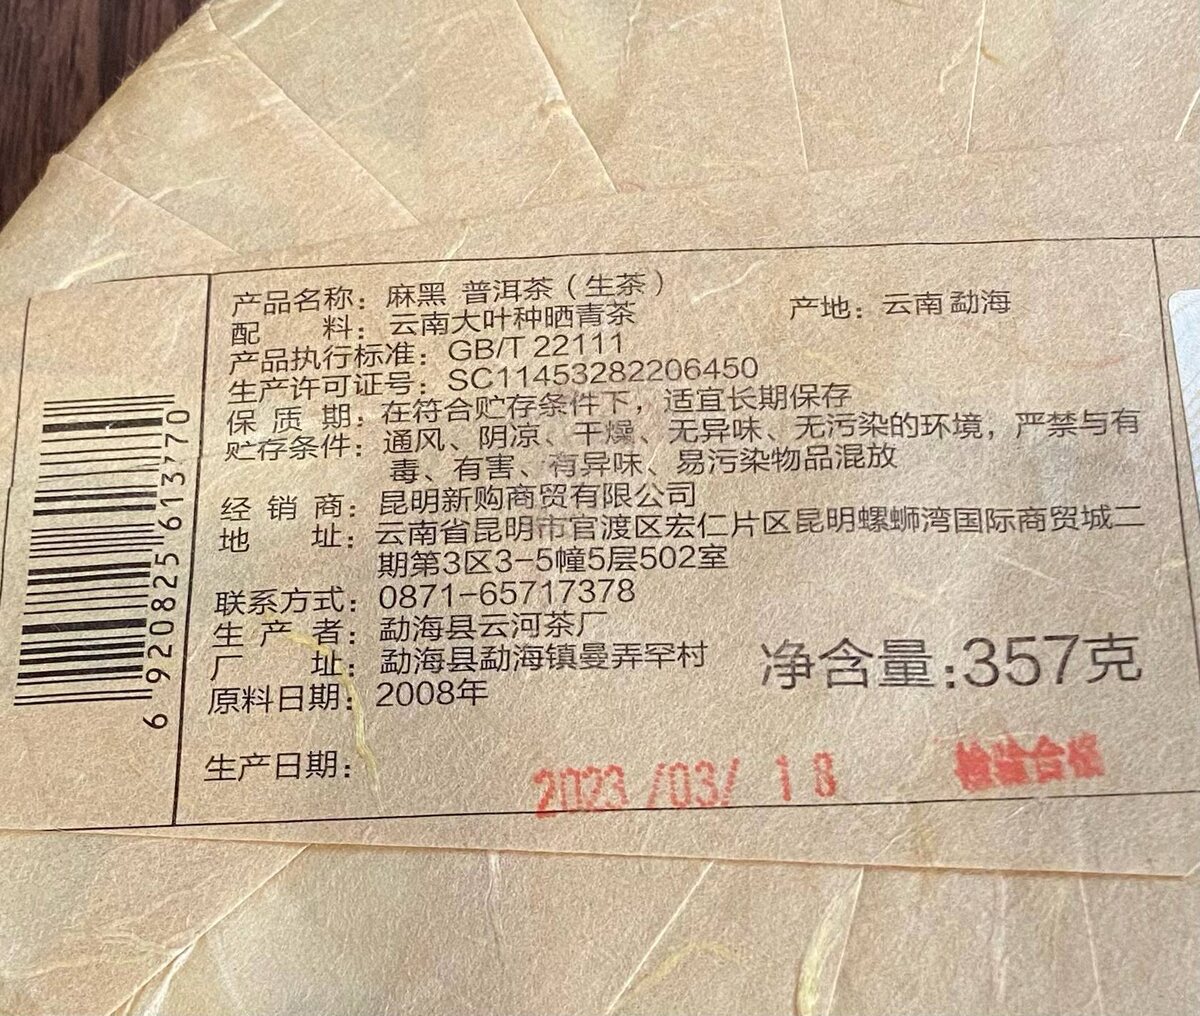 产品名称：麻黑 普洱茶（生茶）
产地：云南勐海
配 料：云南大叶种晒青茶
产品执行标准：GB/T 22111
生产许可证号：SC11453282206450
保 质 期：在符合贮存条件下，适宜长期保存
贮存条件：通风、阴凉、干燥、无异味、无污染的环境，严禁与有
毒、有害、有异味、易污染物品混放
经 销 商：昆明新购商贸有限公司
地 址：云南省昆明市官渡区宏仁片区昆明螺蛳湾国际商贸城二
期第3区3-5幢5层502室
联系方式：0871-65717378
生 产 者：勐海县云河茶厂
厂 址：勐海县勐海镇曼弄罕村
净含量:357克
原料日期：2008年
生产日期：
2023/03/ 18
检验合格
6 920825 613770